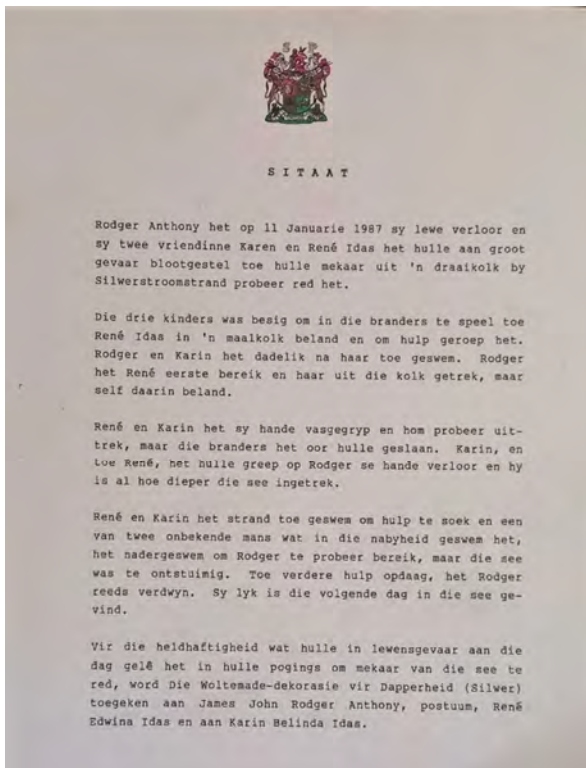 S P
S I T A A T
Rodger Anthony het op 11 Januarie 1987 sy lewe verloor en
sy twee vriendinne Karen en René Idas het hulle aan groot
gevaar blootgestel toe hulle mekaar uit 'n draaikolk by
Silwerstroomstrand probeer red het.
Die drie kinders was besig om in die branders te speel toe
René Idas in 'n maalkolk beland en om hulp geroep het.
Rodger en Karin het dadelik na haar toe geswem. Rodger
het René eerste bereik en haar uit die kolk getrek, maar
self daarin beland.
René en Karin het sy hande vasgegryp en hom probeer uit-
trek, maar die branders het oor hulle geslaan. Karin, en
toe René, het hulle greep op Rodger se hande verloor en hy
is al hoe dieper die see ingetrek.
René en Karin het strand toe geswem om hulp te soek en een
van twee onbekende mans wat in die nabyheid geswem het,
het nadergeswem om Rodger te probeer bereik, maar die see
was te ontstuimig. Toe verdere hulp opdaag, het Rodger
reeds verdwyn. Sy lyk is die volgende dag in die see ge-
vind.
Vir die heldhaftigheid wat hulle in lewensgevaar aan die
dag gelê het in hulle pogings om mekaar van die see te
red, word Die Woltemade-dekorasie vir Dapperheid (Silwer)
toegeken aan James John Rodger Anthony, postuum, René
Edwina Idas en aan Karin Belinda Idas.